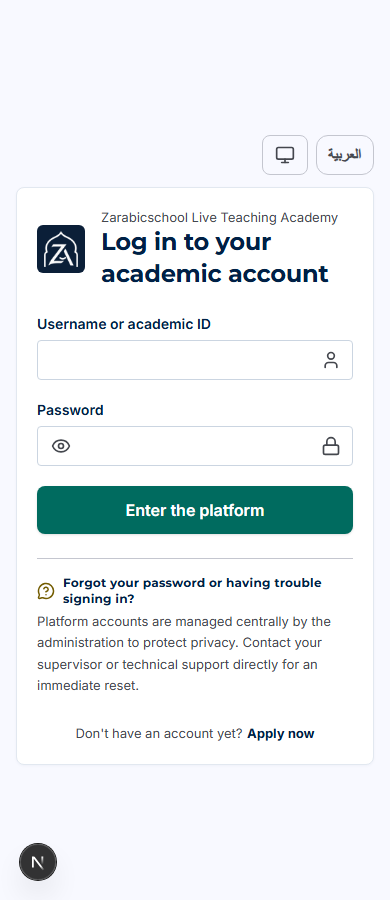 العربية
Zarabicschool Live Teaching Academy
Log in to your
academic account
Username or academic ID
Password
Enter the platform
Forgot your password or having trouble
signing in?
Platform accounts are managed centrally by the
administration to protect privacy. Contact your
supervisor or technical support directly for an
immediate reset.
Don't have an account yet? Apply now
N